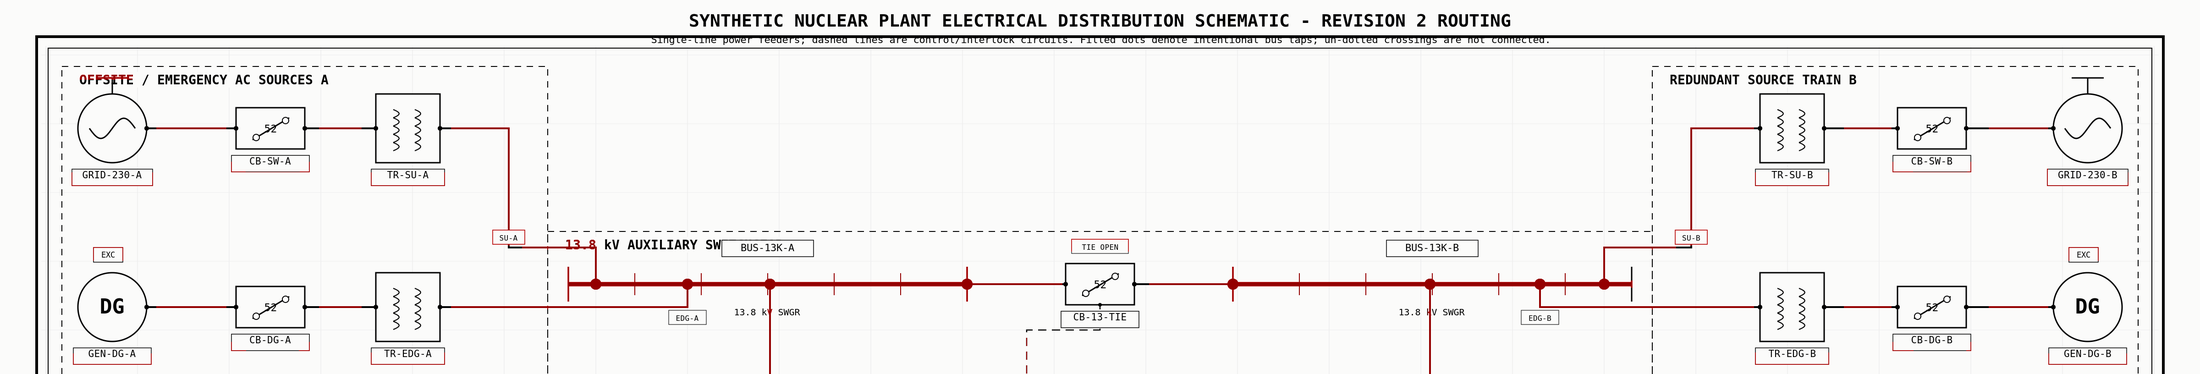 SYNTHETIC NUCLEAR PLANT ELECTRICAL DISTRIBUTION SCHEMATIC - REVISION 2 ROUTING
Single-line power feeders; dashed lines are control/interlock circuits. Filled dots denote intentional bus taps; un-dotted crossings are not connected.
OFFSITE / EMERGENCY AC SOURCES A
REDUNDANT SOURCE TRAIN B
52
52
GRID-230-A
CB-SW-A
TR-SU-A
TR-SU-B
CB-SW-B
GRID-230-B
SU-A
SU-B
EXC
13.8 kV AUXILIARY SW
BUS-13K-A
TIE OPEN
BUS-13K-B
EXC
DG
52
52
52
DG
EDG-A
13.8 kV SWGR
CB-13-TIE
13.8 kV SWGR
EDG-B
GEN-DG-A
CB-DG-A
TR-EDG-A
TR-EDG-B
CB-DG-B
GEN-DG-B